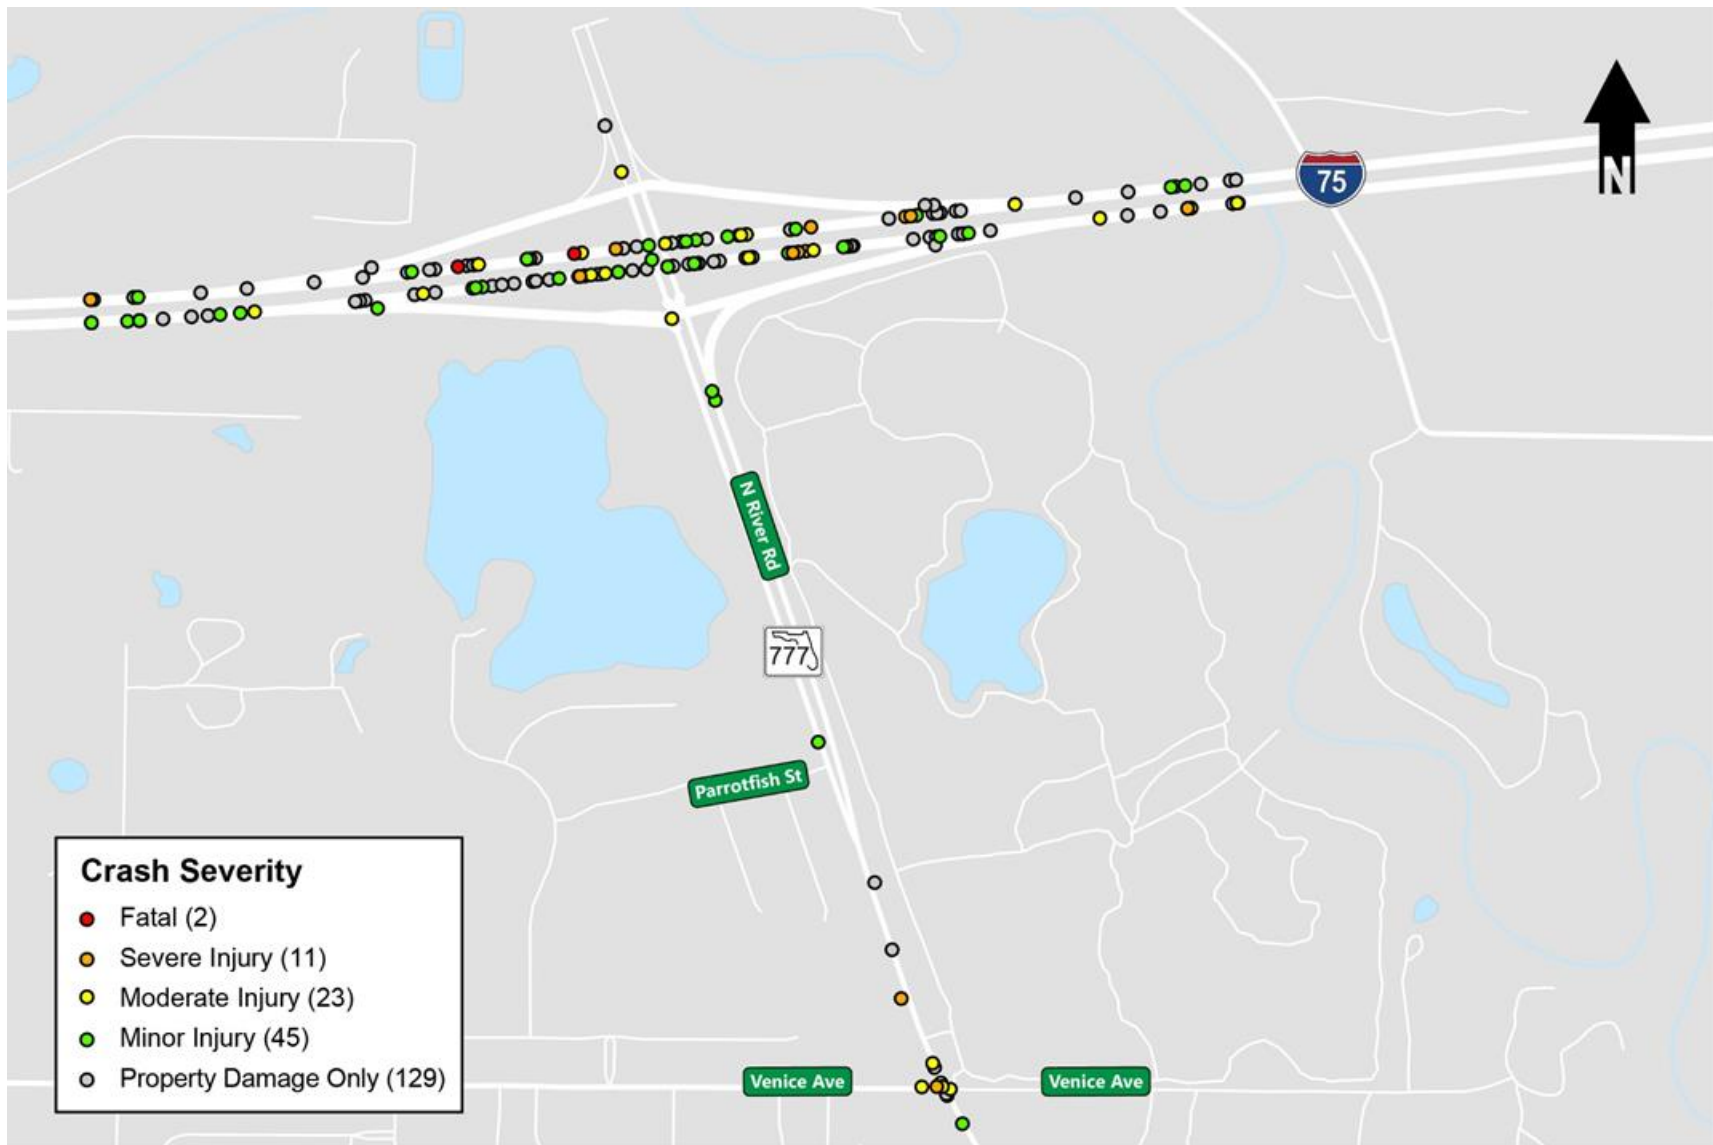 N
75
N River Rd
777
Parrotfish St
Crash Severity
Fatal (2)
Severe Injury (11)
Moderate Injury (23)
Minor Injury (45)
Property Damage Only (129)
Venice Ave
Venice Ave